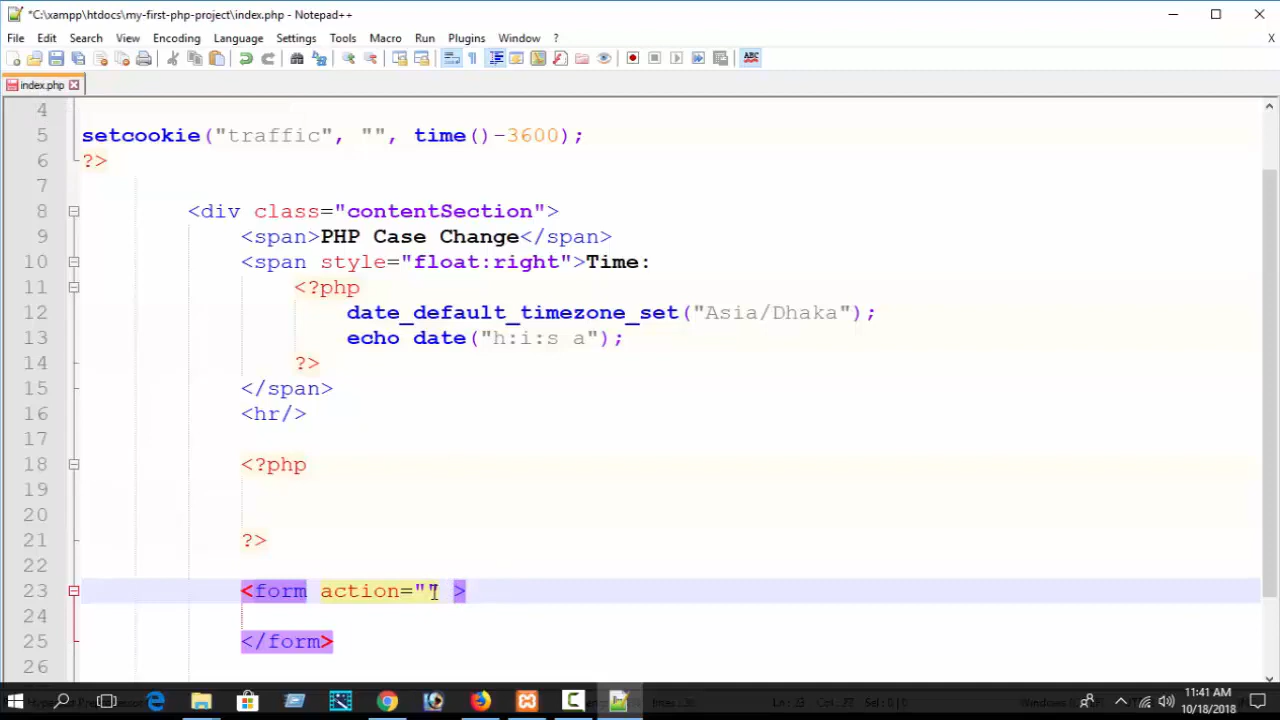 *C:\xampp\htdocs\my-first-php-project\index.php - Notepad++
File Edit Search View Encoding Language Settings Tools Macro Run Plugins Window ? X
index.php
4
5 setcookie("traffic", "", time()-3600);
6 ?>
7
8 <div class="contentSection">
9 <span>PHP Case Change</span>
10 <span style="float:right">Time:
11 <?php
12 date_default_timezone_set("Asia/Dhaka");
13 echo date("h:i:s a");
14 ?>
15 </span>
16 <hr/>
17
18 <?php
19
20
21 ?>
22
23 <form action="" >
24
25 </form>
26
11:41 AM
10/18/2018